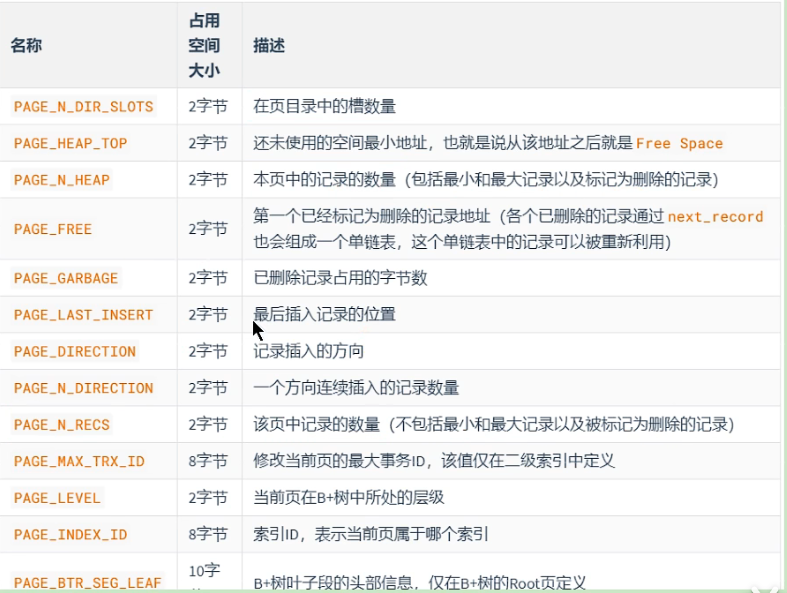 名称 占用空间大小 描述
PAGE_N_DIR_SLOTS 2字节 在页目录中的槽数量
PAGE_HEAP_TOP 2字节 还未使用的空间最小地址，也就是说从该地址之后就是 Free Space
PAGE_N_HEAP 2字节 本页中的记录的数量（包括最小和最大记录以及标记为删除的记录）
PAGE_FREE 2字节 第一个已经标记为删除的记录地址（各个已删除的记录通过 next_record
也会组成一个单链表，这个单链表中的记录可以被重新利用）
PAGE_GARBAGE 2字节 已删除记录占用的字节数
PAGE_LAST_INSERT 2字节 最后插入记录的位置
PAGE_DIRECTION 2字节 记录插入的方向
PAGE_N_DIRECTION 2字节 一个方向连续插入的记录数量
PAGE_N_RECS 2字节 该页中记录的数量（不包括最小和最大记录以及被标记为删除的记录）
PAGE_MAX_TRX_ID 8字节 修改当前页的最大事务ID，该值仅在二级索引中定义
PAGE_LEVEL 2字节 当前页在B+树中所处的层级
PAGE_INDEX_ID 8字节 索引ID，表示当前页属于哪个索引
PAGE_BTR_SEG_LEAF 10字 B+树叶子段的头部信息，仅在B+树的Root页定义